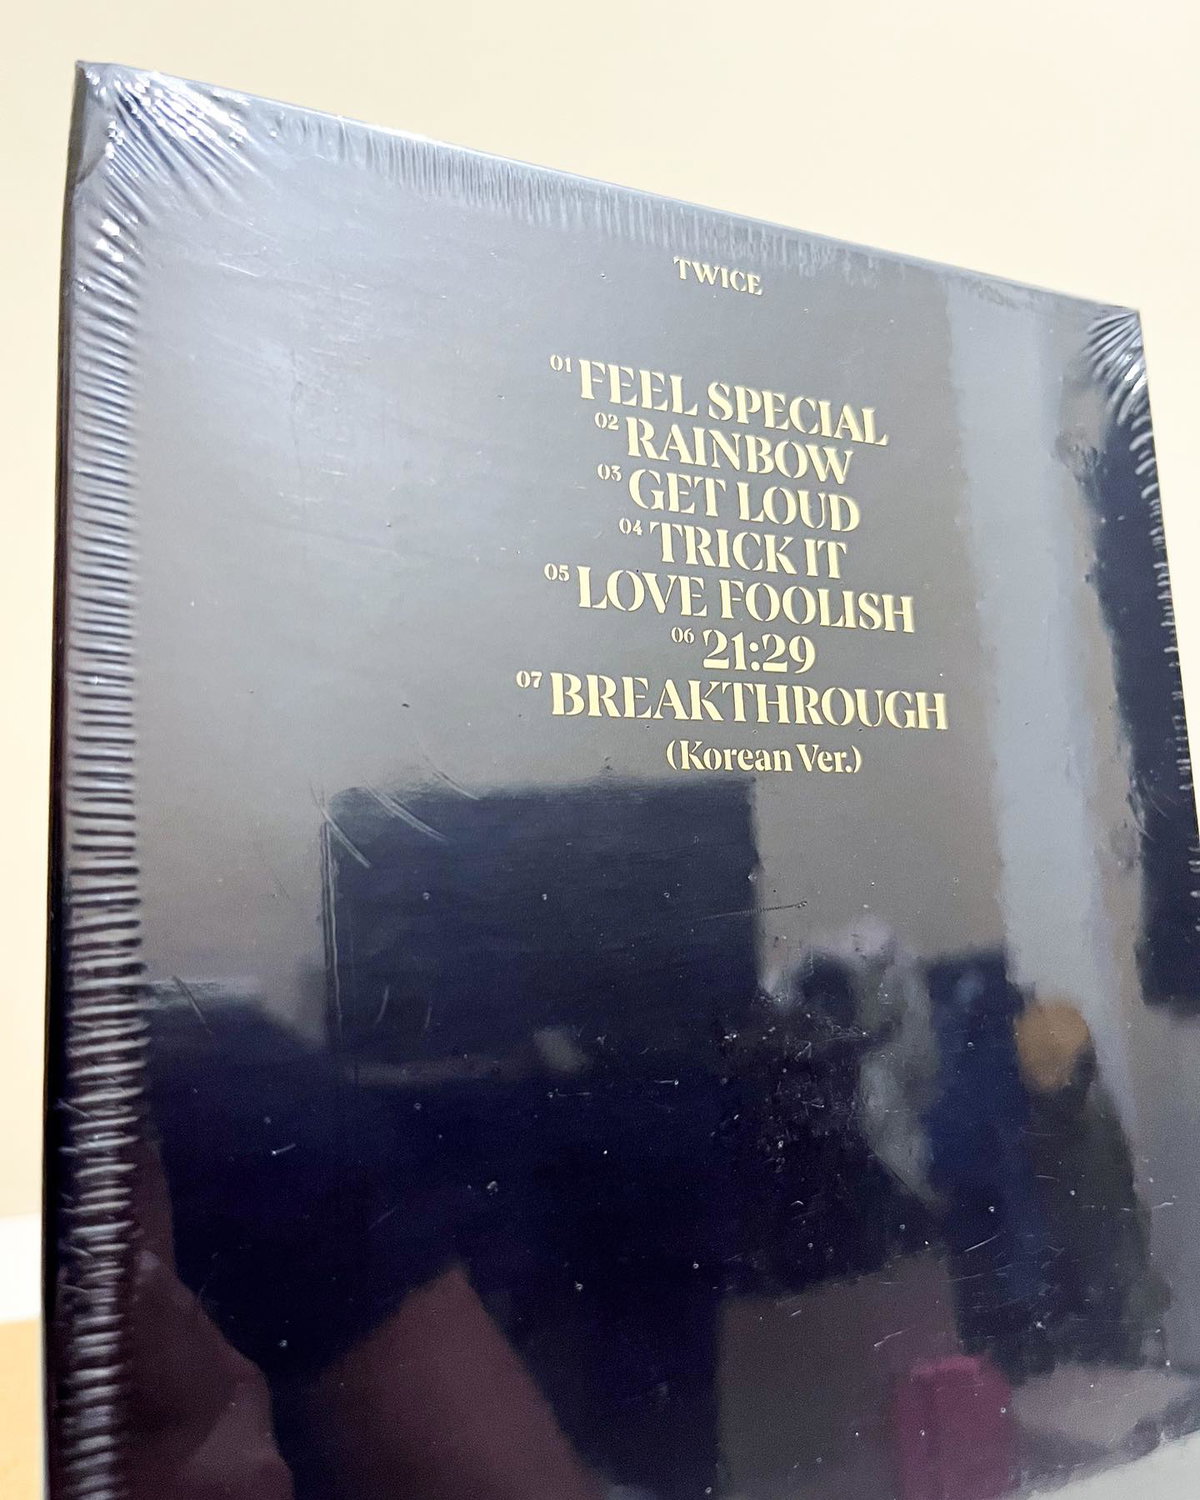 TWICE
01 FEEL SPECIAL
02 RAINBOW
03 GET LOUD
04 TRICK IT
05 LOVE FOOLISH
06 21:29
07 BREAKTHROUGH
(Korean Ver.)